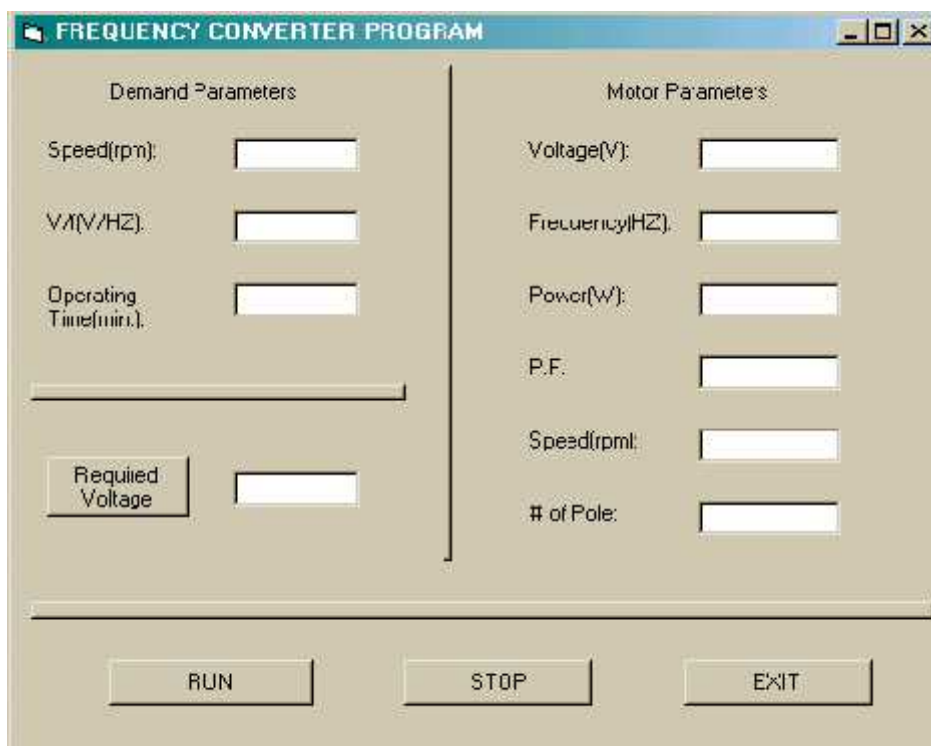 FREQUENCY CONVERTER PROGRAM
Demand Parameters
Speed(rpm):
V/f(V/HZ):
Operating
Time(min.):
Required
Voltage
Motor Parameters
Voltage(V):
Frequency(HZ):
Power(W):
P.F.
Speed(rpm):
# of Pole:
RUN
STOP
EXIT